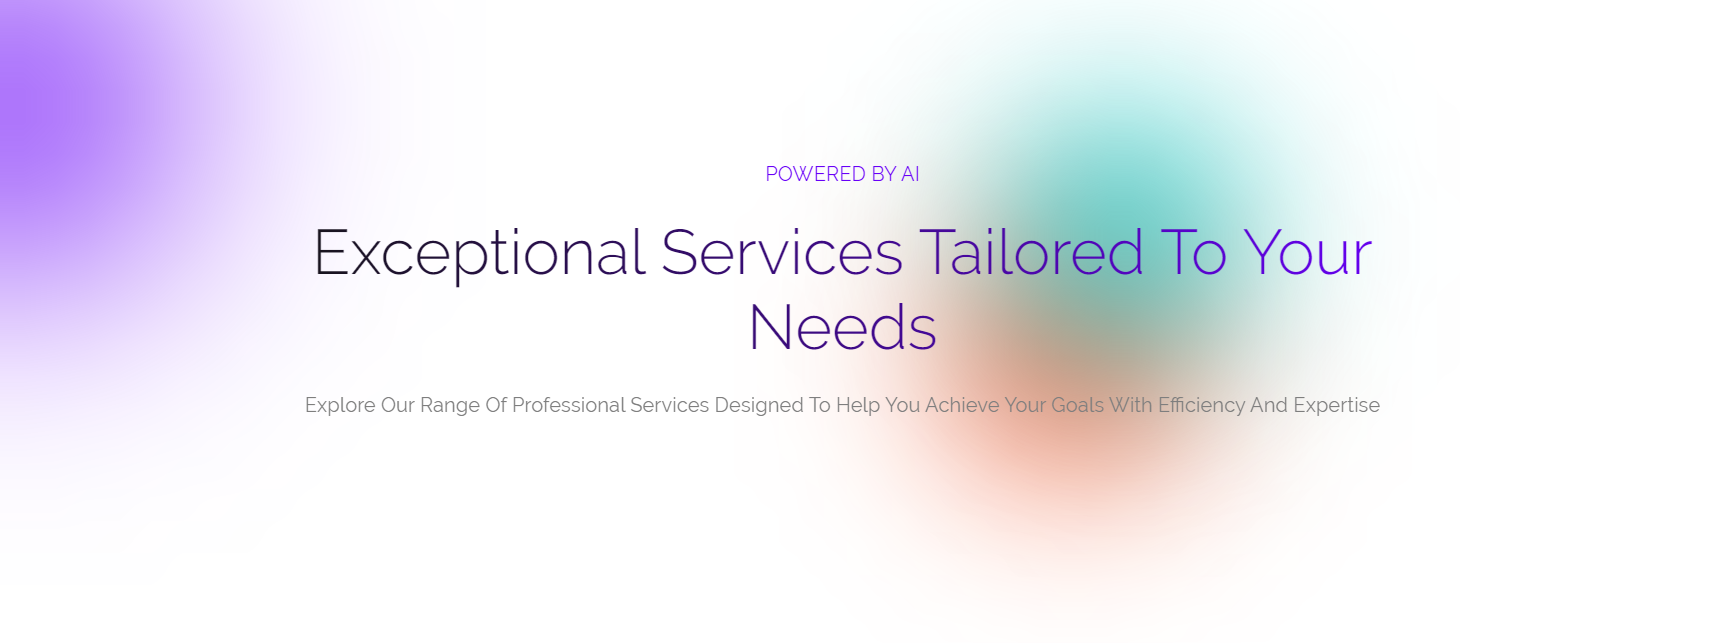 POWERED BY AI
Exceptional Services Tailored To Your
Needs
Explore Our Range Of Professional Services Designed To Help You Achieve Your Goals With Efficiency And Expertise